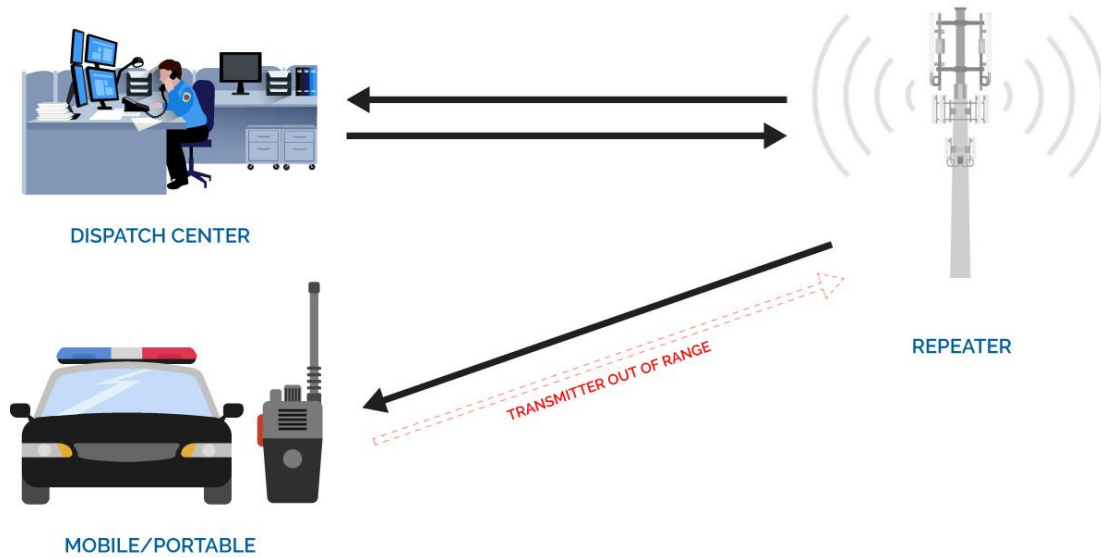 DISPATCH CENTER
REPEATER
TRANSMITTER OUT OF RANGE
MOBILE/PORTABLE